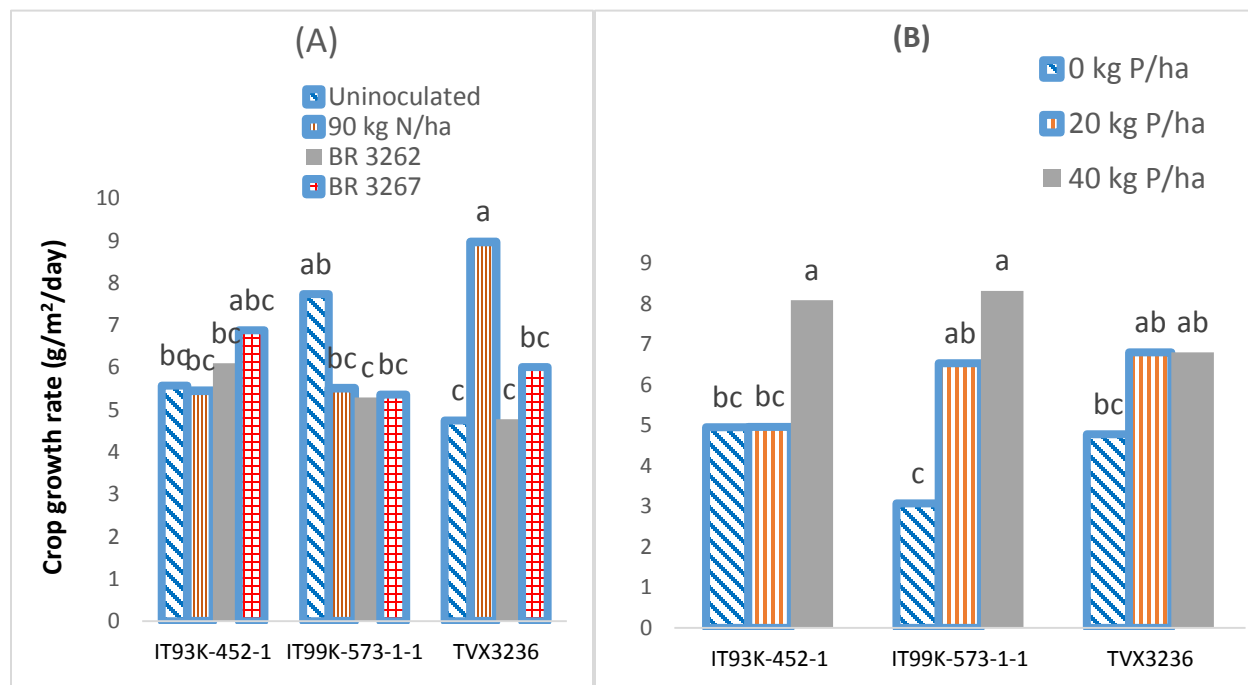 (A)
Uninoculated
90 kg N/ha
BR 3262
BR 3267
Crop growth rate (g/m²/day)
10
9
8
7
6
5
4
3
2
1
0
bc
bc
bc
abc
ab
bc
c
bc
c
a
c
bc
IT93K-452-1 IT99K-573-1-1 TVX3236
(B)
0 kg P/ha
20 kg P/ha
40 kg P/ha
9
8
7
6
5
4
3
2
1
0
bc
bc
a
c
ab
a
bc
ab
ab
IT93K-452-1 IT99K-573-1-1 TVX3236